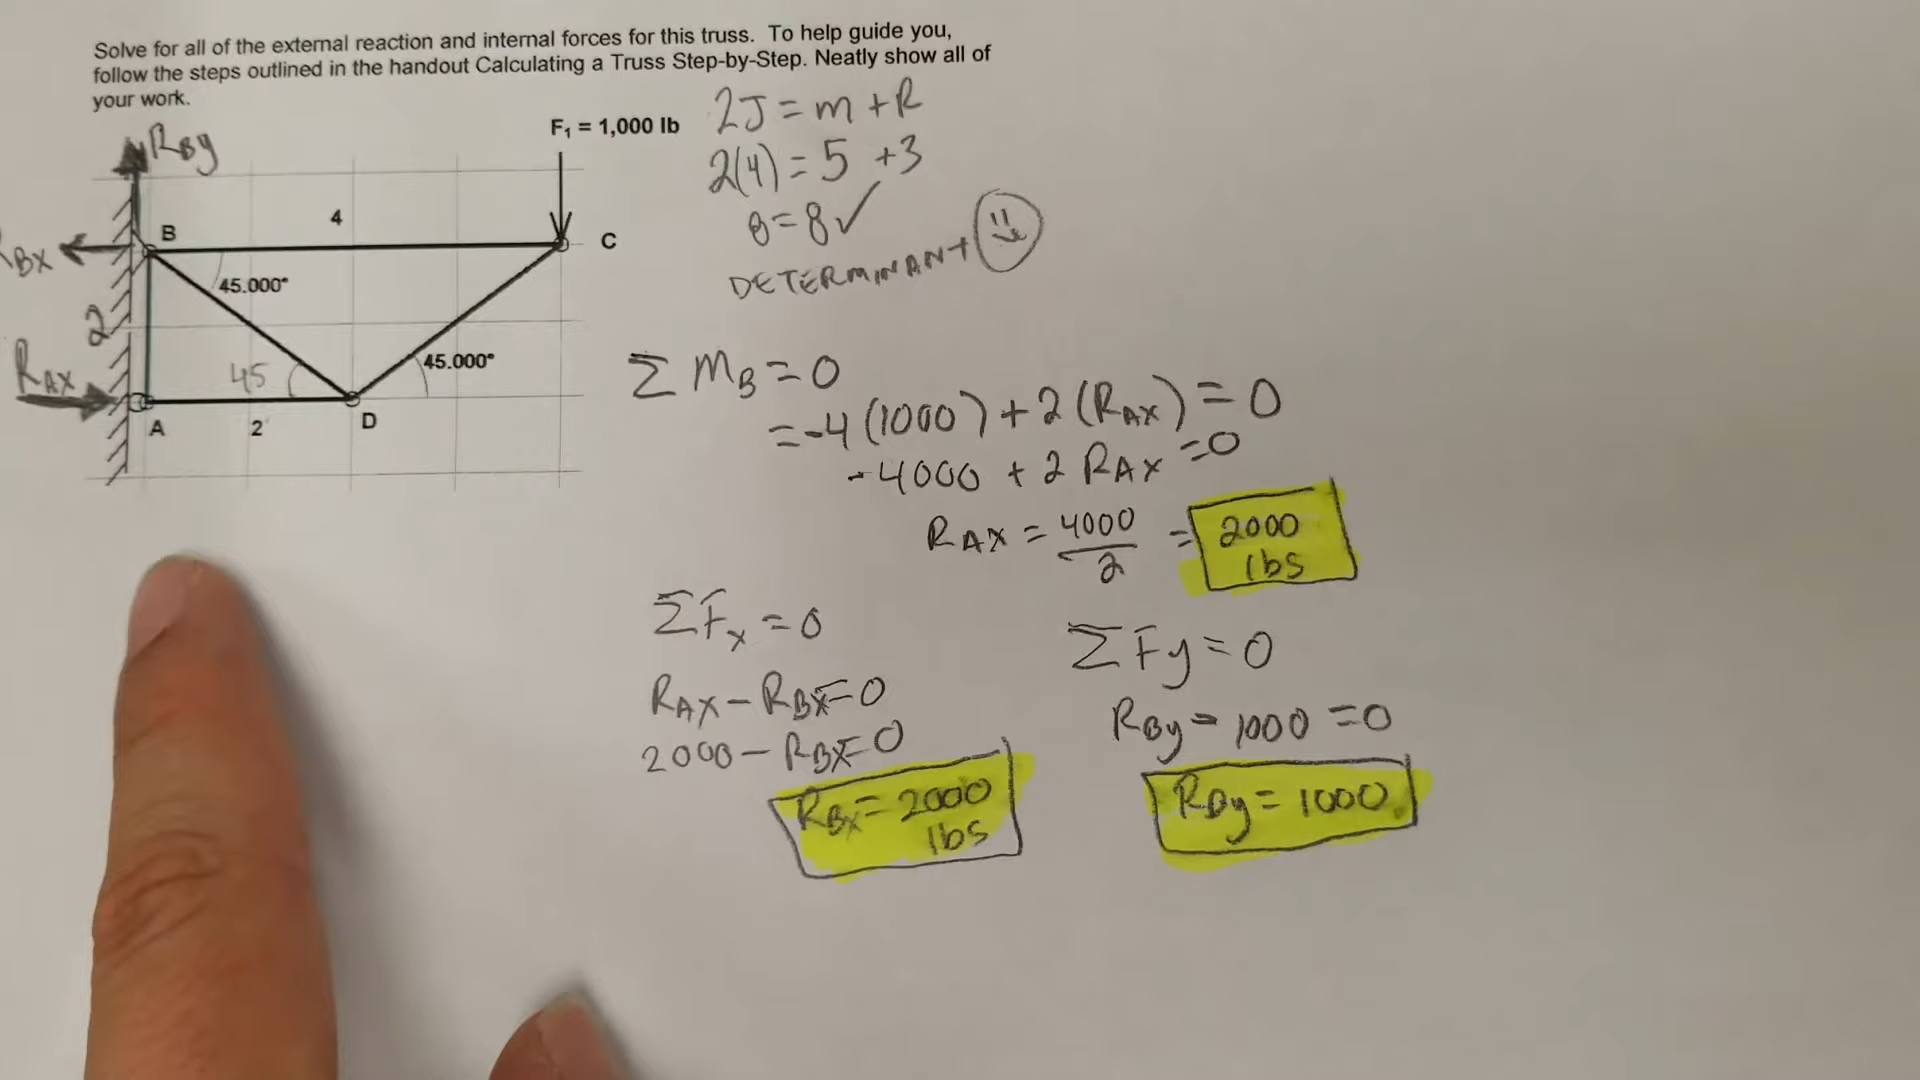 Solve for all of the external reaction and internal forces for this truss. To help guide you,
follow the steps outlined in the handout Calculating a Truss Step-by-Step. Neatly show all of
your work.
RBy
F₁ = 1,000 lb
B
4
C
RBX
45.000°
2
RAX
45
45.000°
A
2'
D
2J = m + R
2(4) = 5 + 3
8 = 8 ✓
DETERMINANT
ΣMB = 0
= -4(1000) + 2(RAX) = 0
-4000 + 2 RAX = 0
RAX = 4000/2 = 2000 lbs
ΣFx = 0
RAX - RBX = 0
2000 - RBX = 0
RBX = 2000 lbs
ΣFy = 0
RBy - 1000 = 0
RBy = 1000